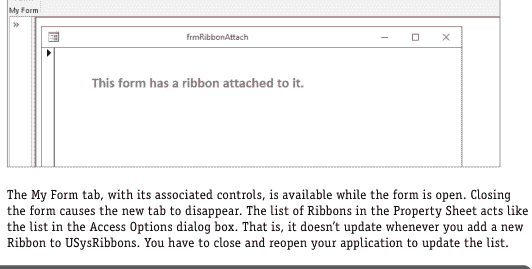 My Form
frmRibbonAttach
This form has a ribbon attached to it.
The My Form tab, with its associated controls, is available while the form is open. Closing
the form causes the new tab to disappear. The list of Ribbons in the Property Sheet acts like
the list in the Access Options dialog box. That is, it doesn't update whenever you add a new
Ribbon to USysRibbons. You have to close and reopen your application to update the list.